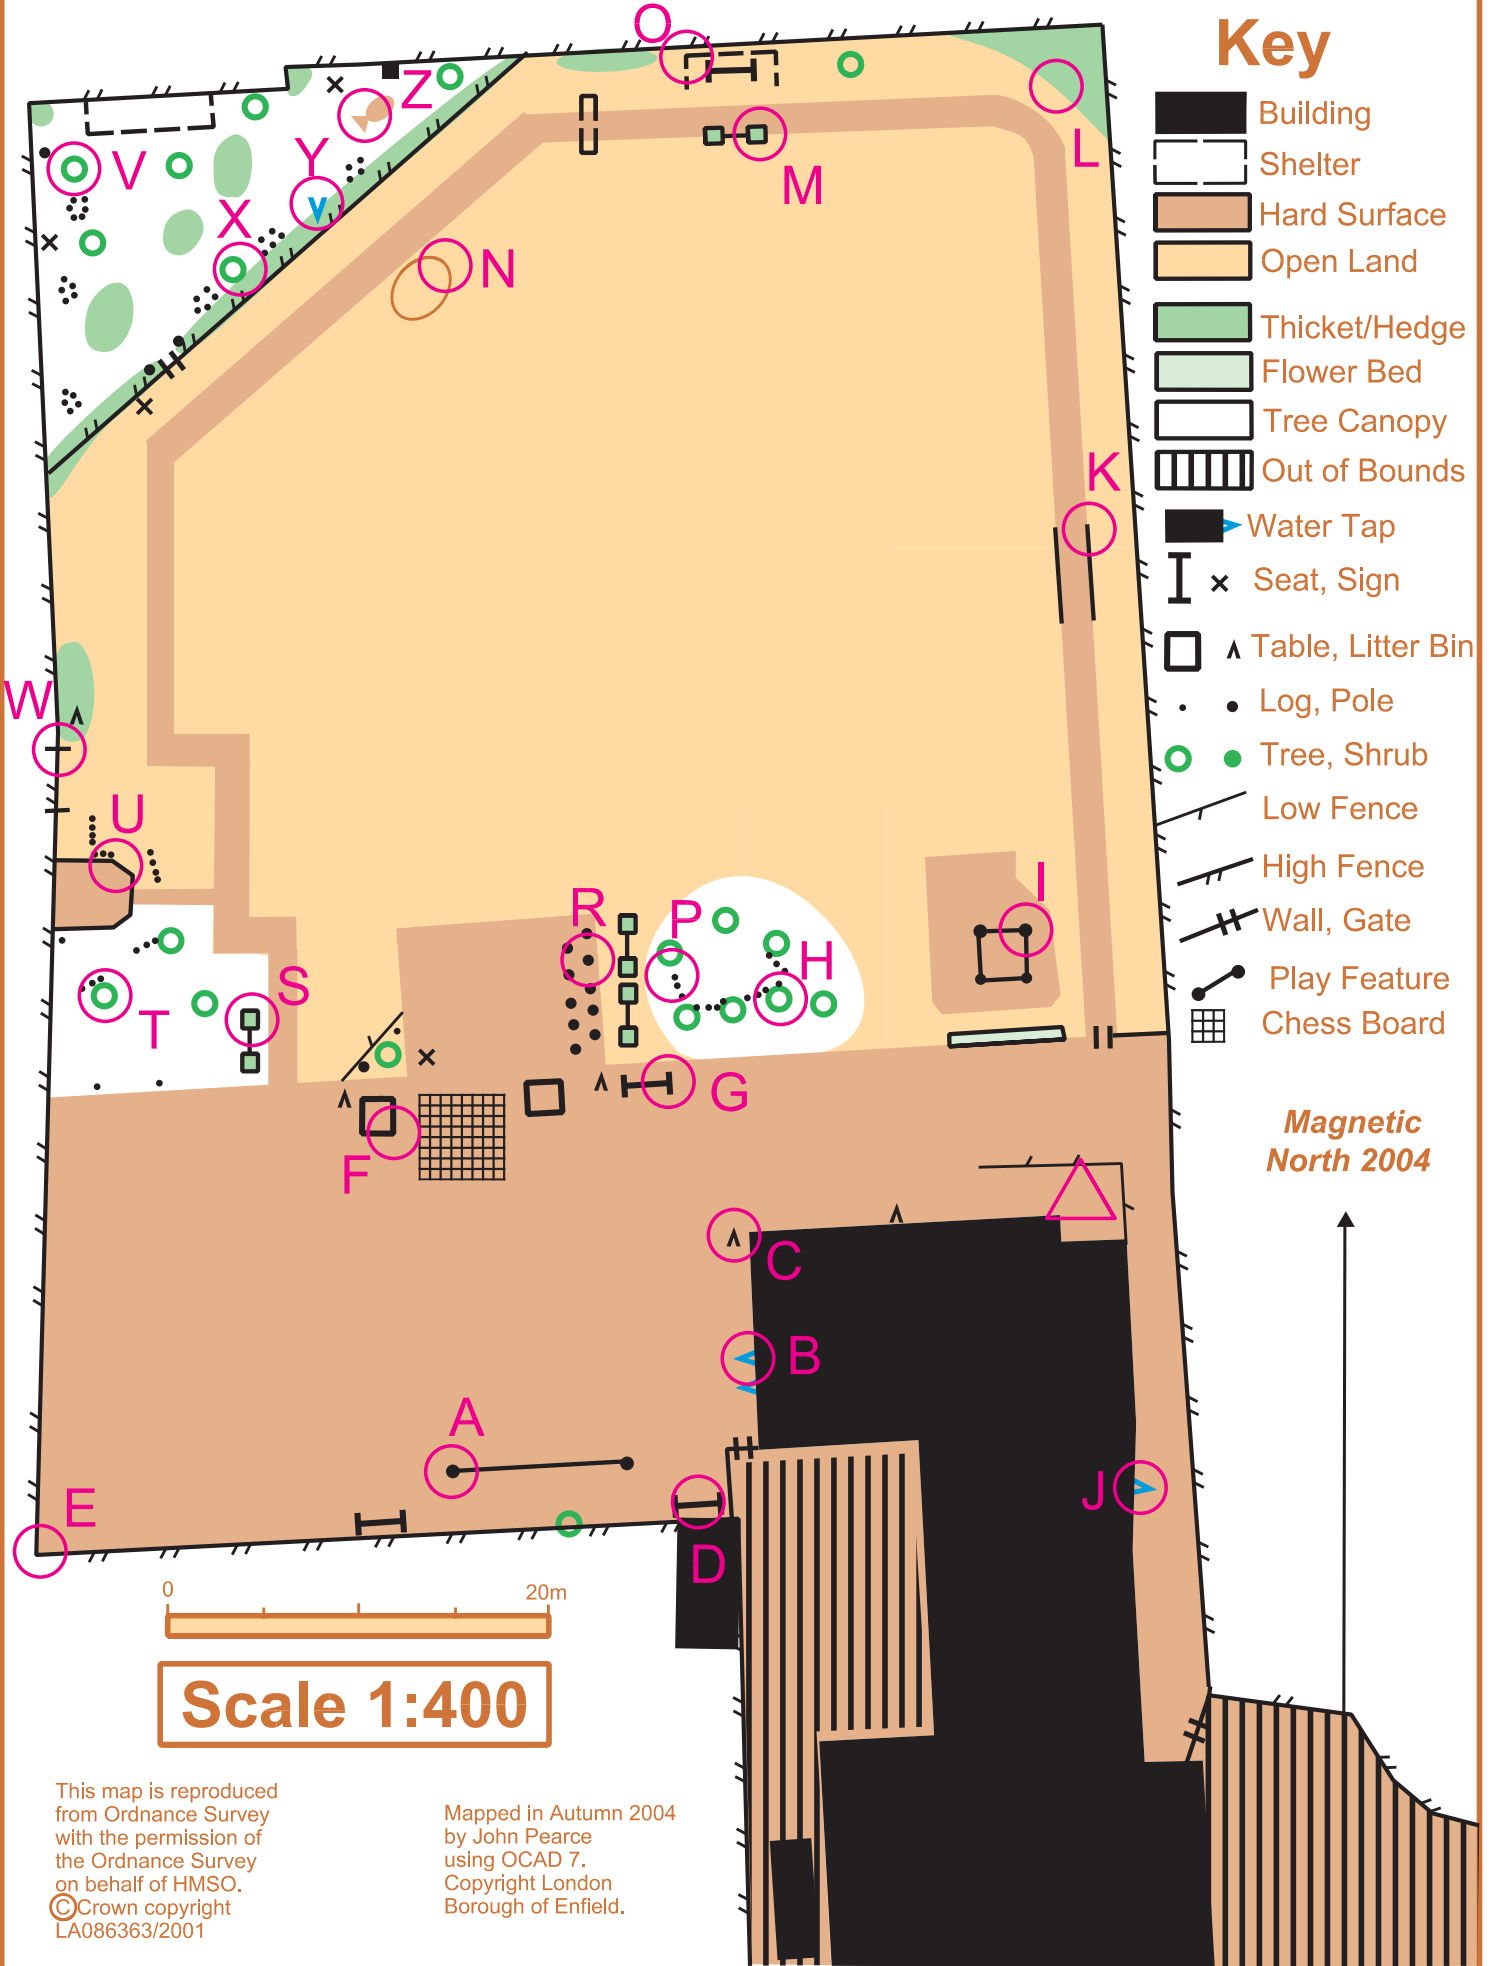 O
Z
Y
V
X
L
M
N
K
W
U
R
P
I
H
S
T
G
F
C
B
A
J
E
D
Key
Building
Shelter
Hard Surface
Open Land
Thicket/Hedge
Flower Bed
Tree Canopy
Out of Bounds
Water Tap
Seat, Sign
Table, Litter Bin
Log, Pole
Tree, Shrub
Low Fence
High Fence
Wall, Gate
Play Feature
Chess Board
Magnetic
North 2004
0 20m
Scale 1:400
This map is reproduced
from Ordnance Survey
with the permission of
the Ordnance Survey
on behalf of HMSO.
©Crown copyright
LA086363/2001
Mapped in Autumn 2004
by John Pearce
using OCAD 7.
Copyright London
Borough of Enfield.